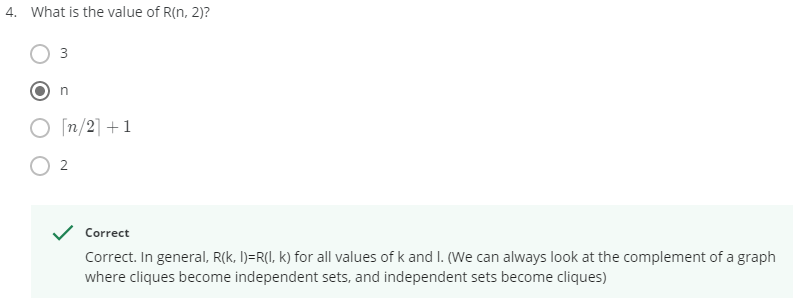 4. What is the value of R(n, 2)?
3
n
⌈n/2⌉ + 1
2
Correct
Correct. In general, R(k, l)=R(l, k) for all values of k and l. (We can always look at the complement of a graph
where cliques become independent sets, and independent sets become cliques)